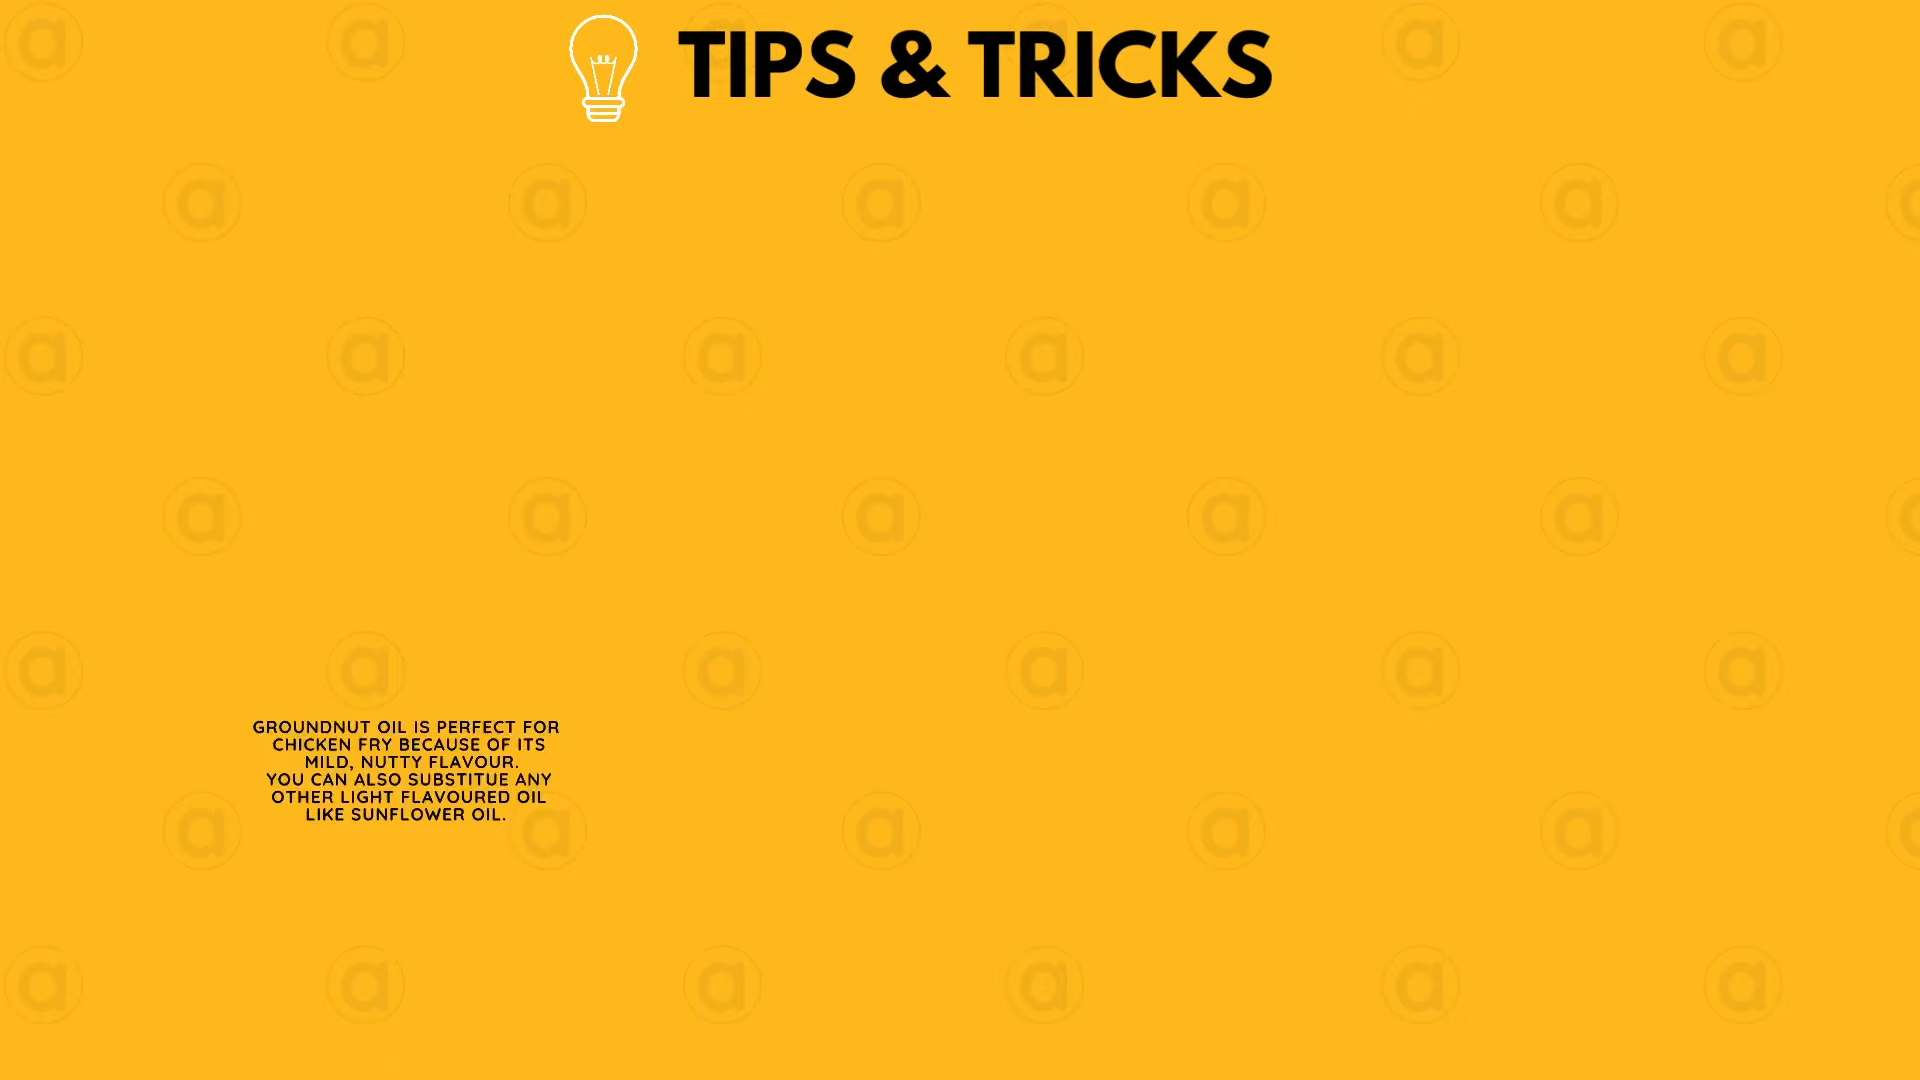 TIPS & TRICKS
GROUNDNUT OIL IS PERFECT FOR
CHICKEN FRY BECAUSE OF ITS
MILD, NUTTY FLAVOUR.
YOU CAN ALSO SUBSTITUE ANY
OTHER LIGHT FLAVOURED OIL
LIKE SUNFLOWER OIL.